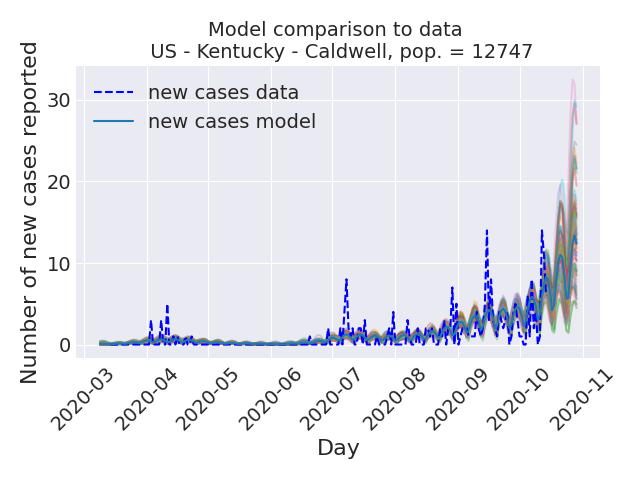 Model comparison to data
US - Kentucky - Caldwell, pop. = 12747
Number of new cases reported
30
20
10
0
new cases data
new cases model
2020-03
2020-04
2020-05
2020-06
2020-07
2020-08
2020-09
2020-10
2020-11
Day